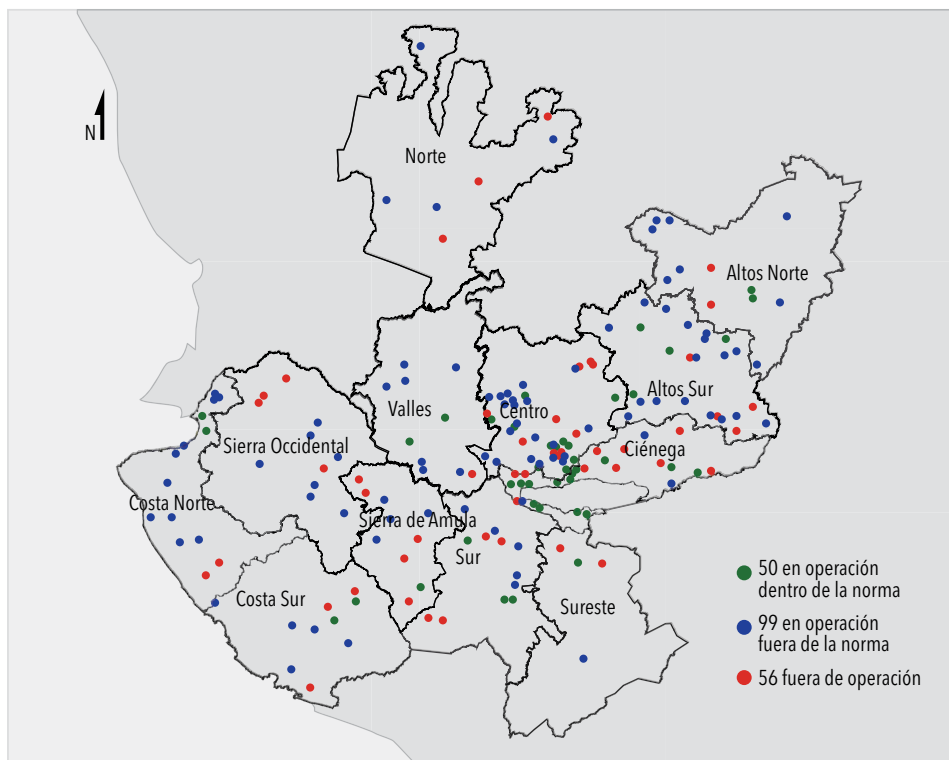 N
Norte
Altos Norte
Valles
Centro
Altos Sur
Sierra Occidental
Ciénega
Costa Norte
Sierra de Amula
Sur
Costa Sur
Sureste
50 en operación
dentro de la norma
99 en operación
fuera de la norma
56 fuera de operación